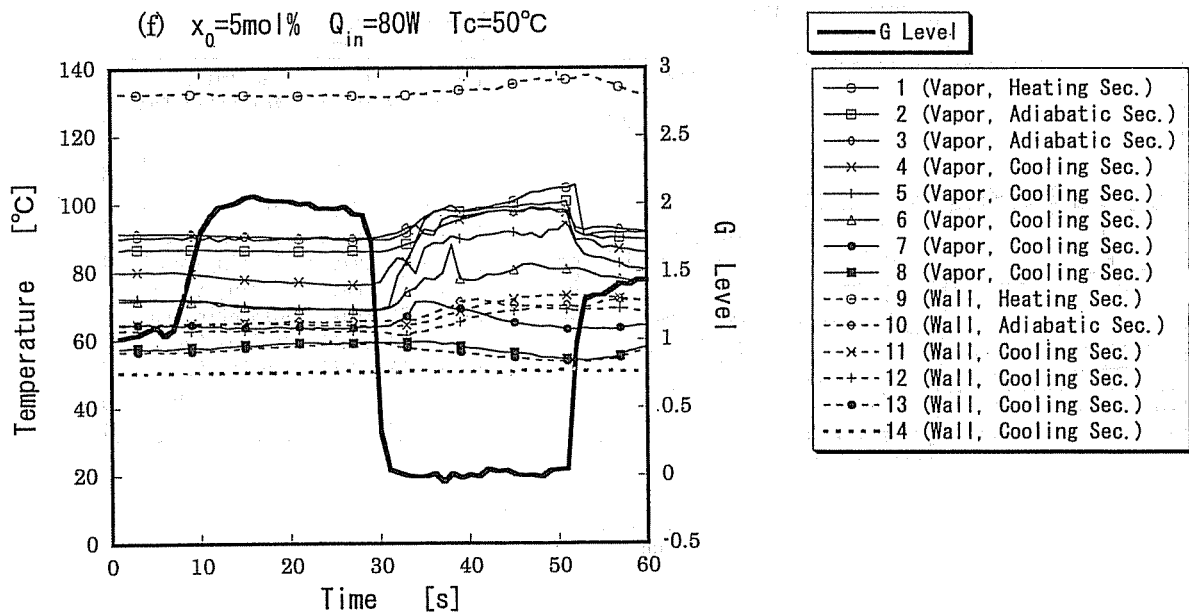 (f) x0=5mol% Qin=80W Tc=50°C
G Level
140
120
100
80
60
40
20
0
Temperature [°C]
3
2.5
2
1.5
1
0.5
0
-0.5
G Level
0 10 20 30 40 50 60
Time [s]
1 (Vapor, Heating Sec.)
2 (Vapor, Adiabatic Sec.)
3 (Vapor, Adiabatic Sec.)
4 (Vapor, Cooling Sec.)
5 (Vapor, Cooling Sec.)
6 (Vapor, Cooling Sec.)
7 (Vapor, Cooling Sec.)
8 (Vapor, Cooling Sec.)
9 (Wall, Heating Sec.)
10 (Wall, Adiabatic Sec.)
11 (Wall, Cooling Sec.)
12 (Wall, Cooling Sec.)
13 (Wall, Cooling Sec.)
14 (Wall, Cooling Sec.)